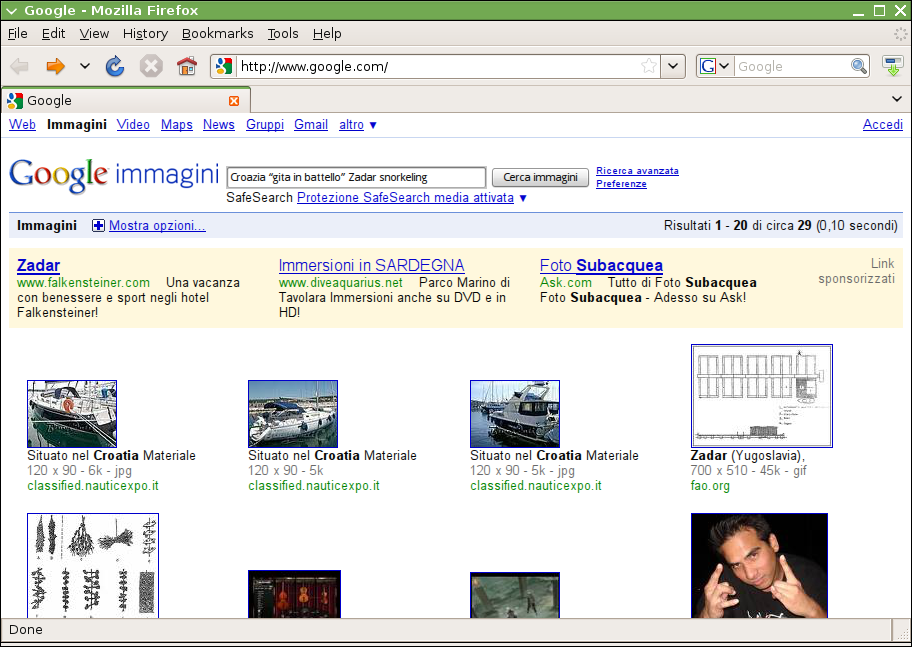 Google - Mozilla Firefox
File Edit View History Bookmarks Tools Help
http://www.google.com/
G Google
Google
Web Immagini Video Maps News Gruppi Gmail altro ▼ Accedi
Google immagini
Croazia “gita in battello” Zadar snorkeling
Cerca immagini
Ricerca avanzata
Preferenze
SafeSearch Protezione SafeSearch media attivata ▼
Immagini Mostra opzioni... Risultati 1 - 20 di circa 29 (0,10 secondi)
Zadar
www.falkensteiner.com Una vacanza
con benessere e sport negli hotel
Falkensteiner!
Immersioni in SARDEGNA
www.diveaquarius.net Parco Marino di
Tavolara Immersioni anche su DVD e in
HD!
Foto Subacquea
Ask.com Tutto di Foto Subacquea
Foto Subacquea - Adesso su Ask!
Link
sponsorizzati
Situato nel Croatia Materiale
120 x 90 - 6k - jpg
classified.nauticexpo.it
Situato nel Croatia Materiale
120 x 90 - 5k
classified.nauticexpo.it
Situato nel Croatia Materiale
120 x 90 - 5k - jpg
classified.nauticexpo.it
Zadar (Yugoslavia),
700 x 510 - 45k - gif
fao.org
Done